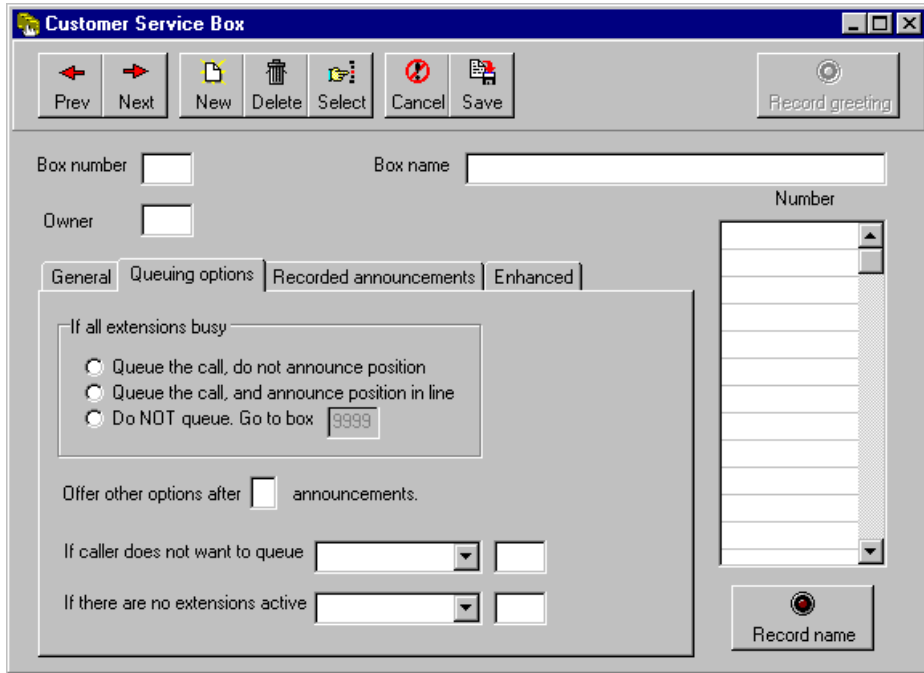 Customer Service Box
Prev Next New Delete Select Cancel Save Record greeting
Box number Box name
Number
Owner
General Queuing options Recorded announcements Enhanced
If all extensions busy
Queue the call, do not announce position
Queue the call, and announce position in line
Do NOT queue. Go to box 9999
Offer other options after announcements.
If caller does not want to queue
If there are no extensions active
Record name